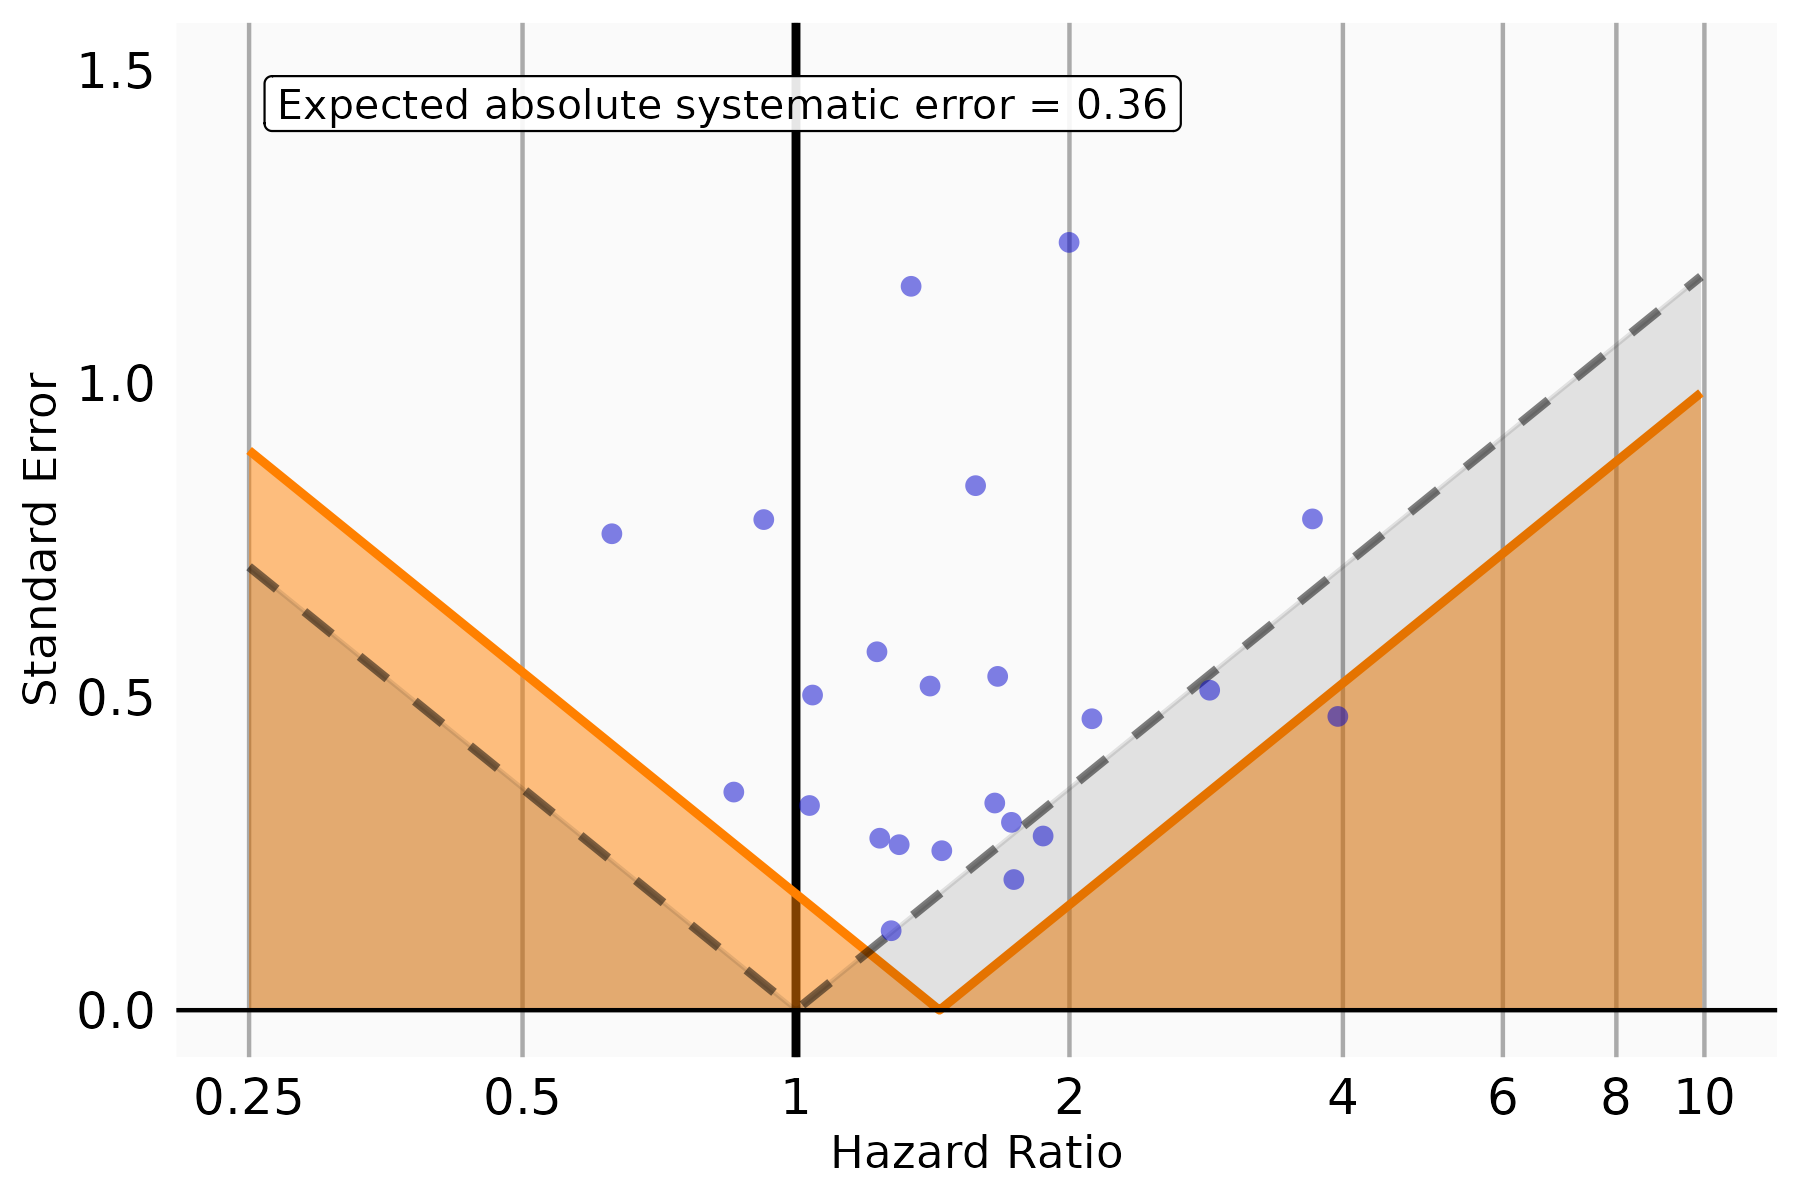 Expected absolute systematic error = 0.36
1.5
1.0
0.5
0.0
Standard Error
0.25 0.5 1 2 4 6 8 10
Hazard Ratio